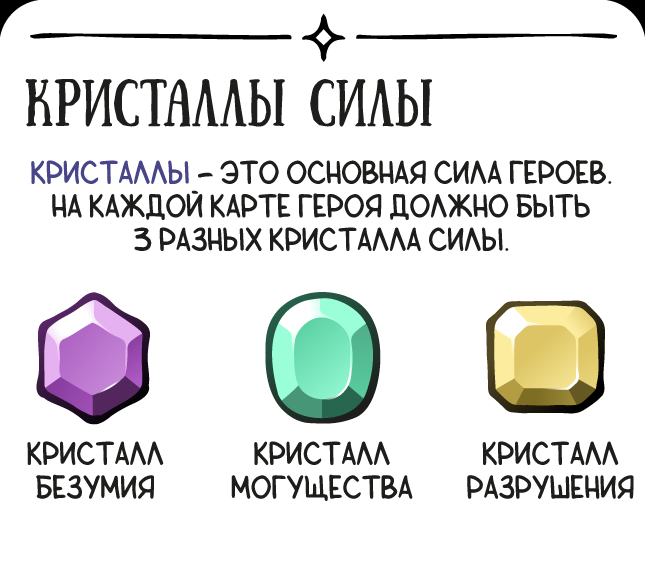 КРИСТАЛЛЫ СИЛЫ
КРИСТАЛЛЫ – ЭТО ОСНОВНАЯ СИЛА ГЕРОЕВ.
НА КАЖДОЙ КАРТЕ ГЕРОЯ ДОЛЖНО БЫТЬ
3 РАЗНЫХ КРИСТАЛЛА СИЛЫ.
КРИСТАЛЛ
БЕЗУМИЯ
КРИСТАЛЛ
МОГУЩЕСТВА
КРИСТАЛЛ
РАЗРУШЕНИЯ